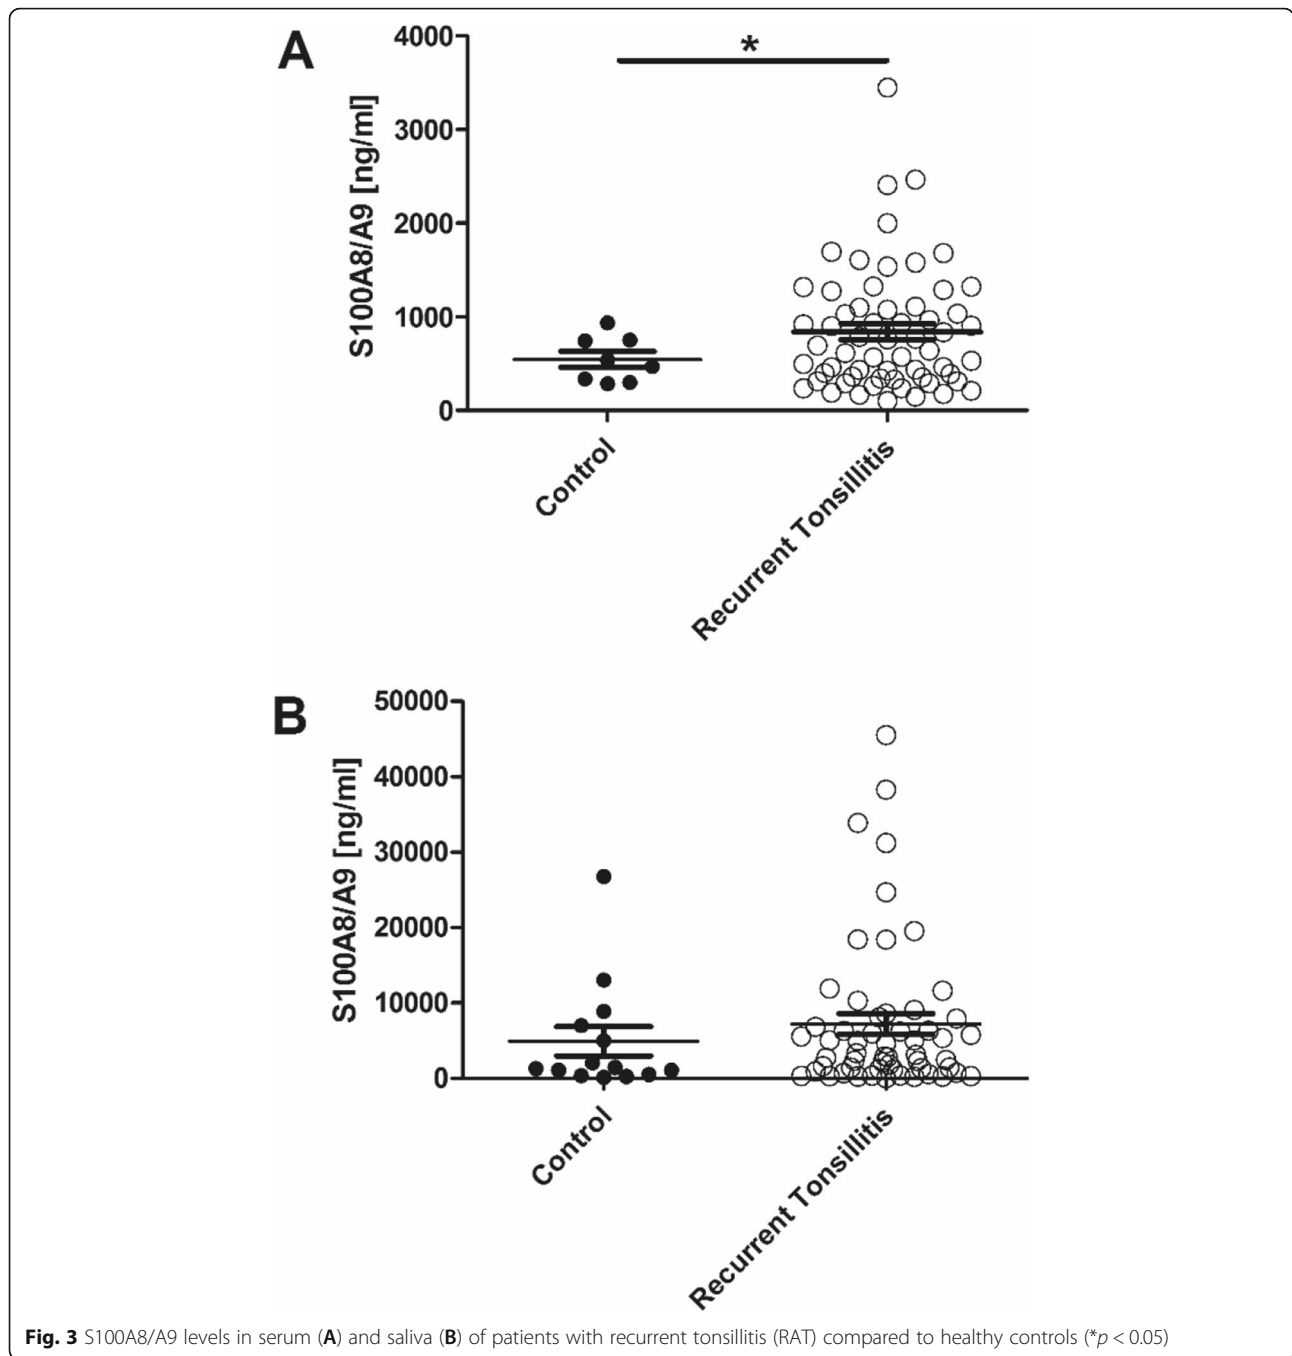 A
*
4000
3000
2000
1000
0
S100A8/A9 [ng/ml]
Control
Recurrent Tonsillitis
B
50000
40000
30000
20000
10000
0
S100A8/A9 [ng/ml]
Control
Recurrent Tonsillitis
Fig. 3 S100A8/A9 levels in serum (A) and saliva (B) of patients with recurrent tonsillitis (RAT) compared to healthy controls (*p < 0.05)